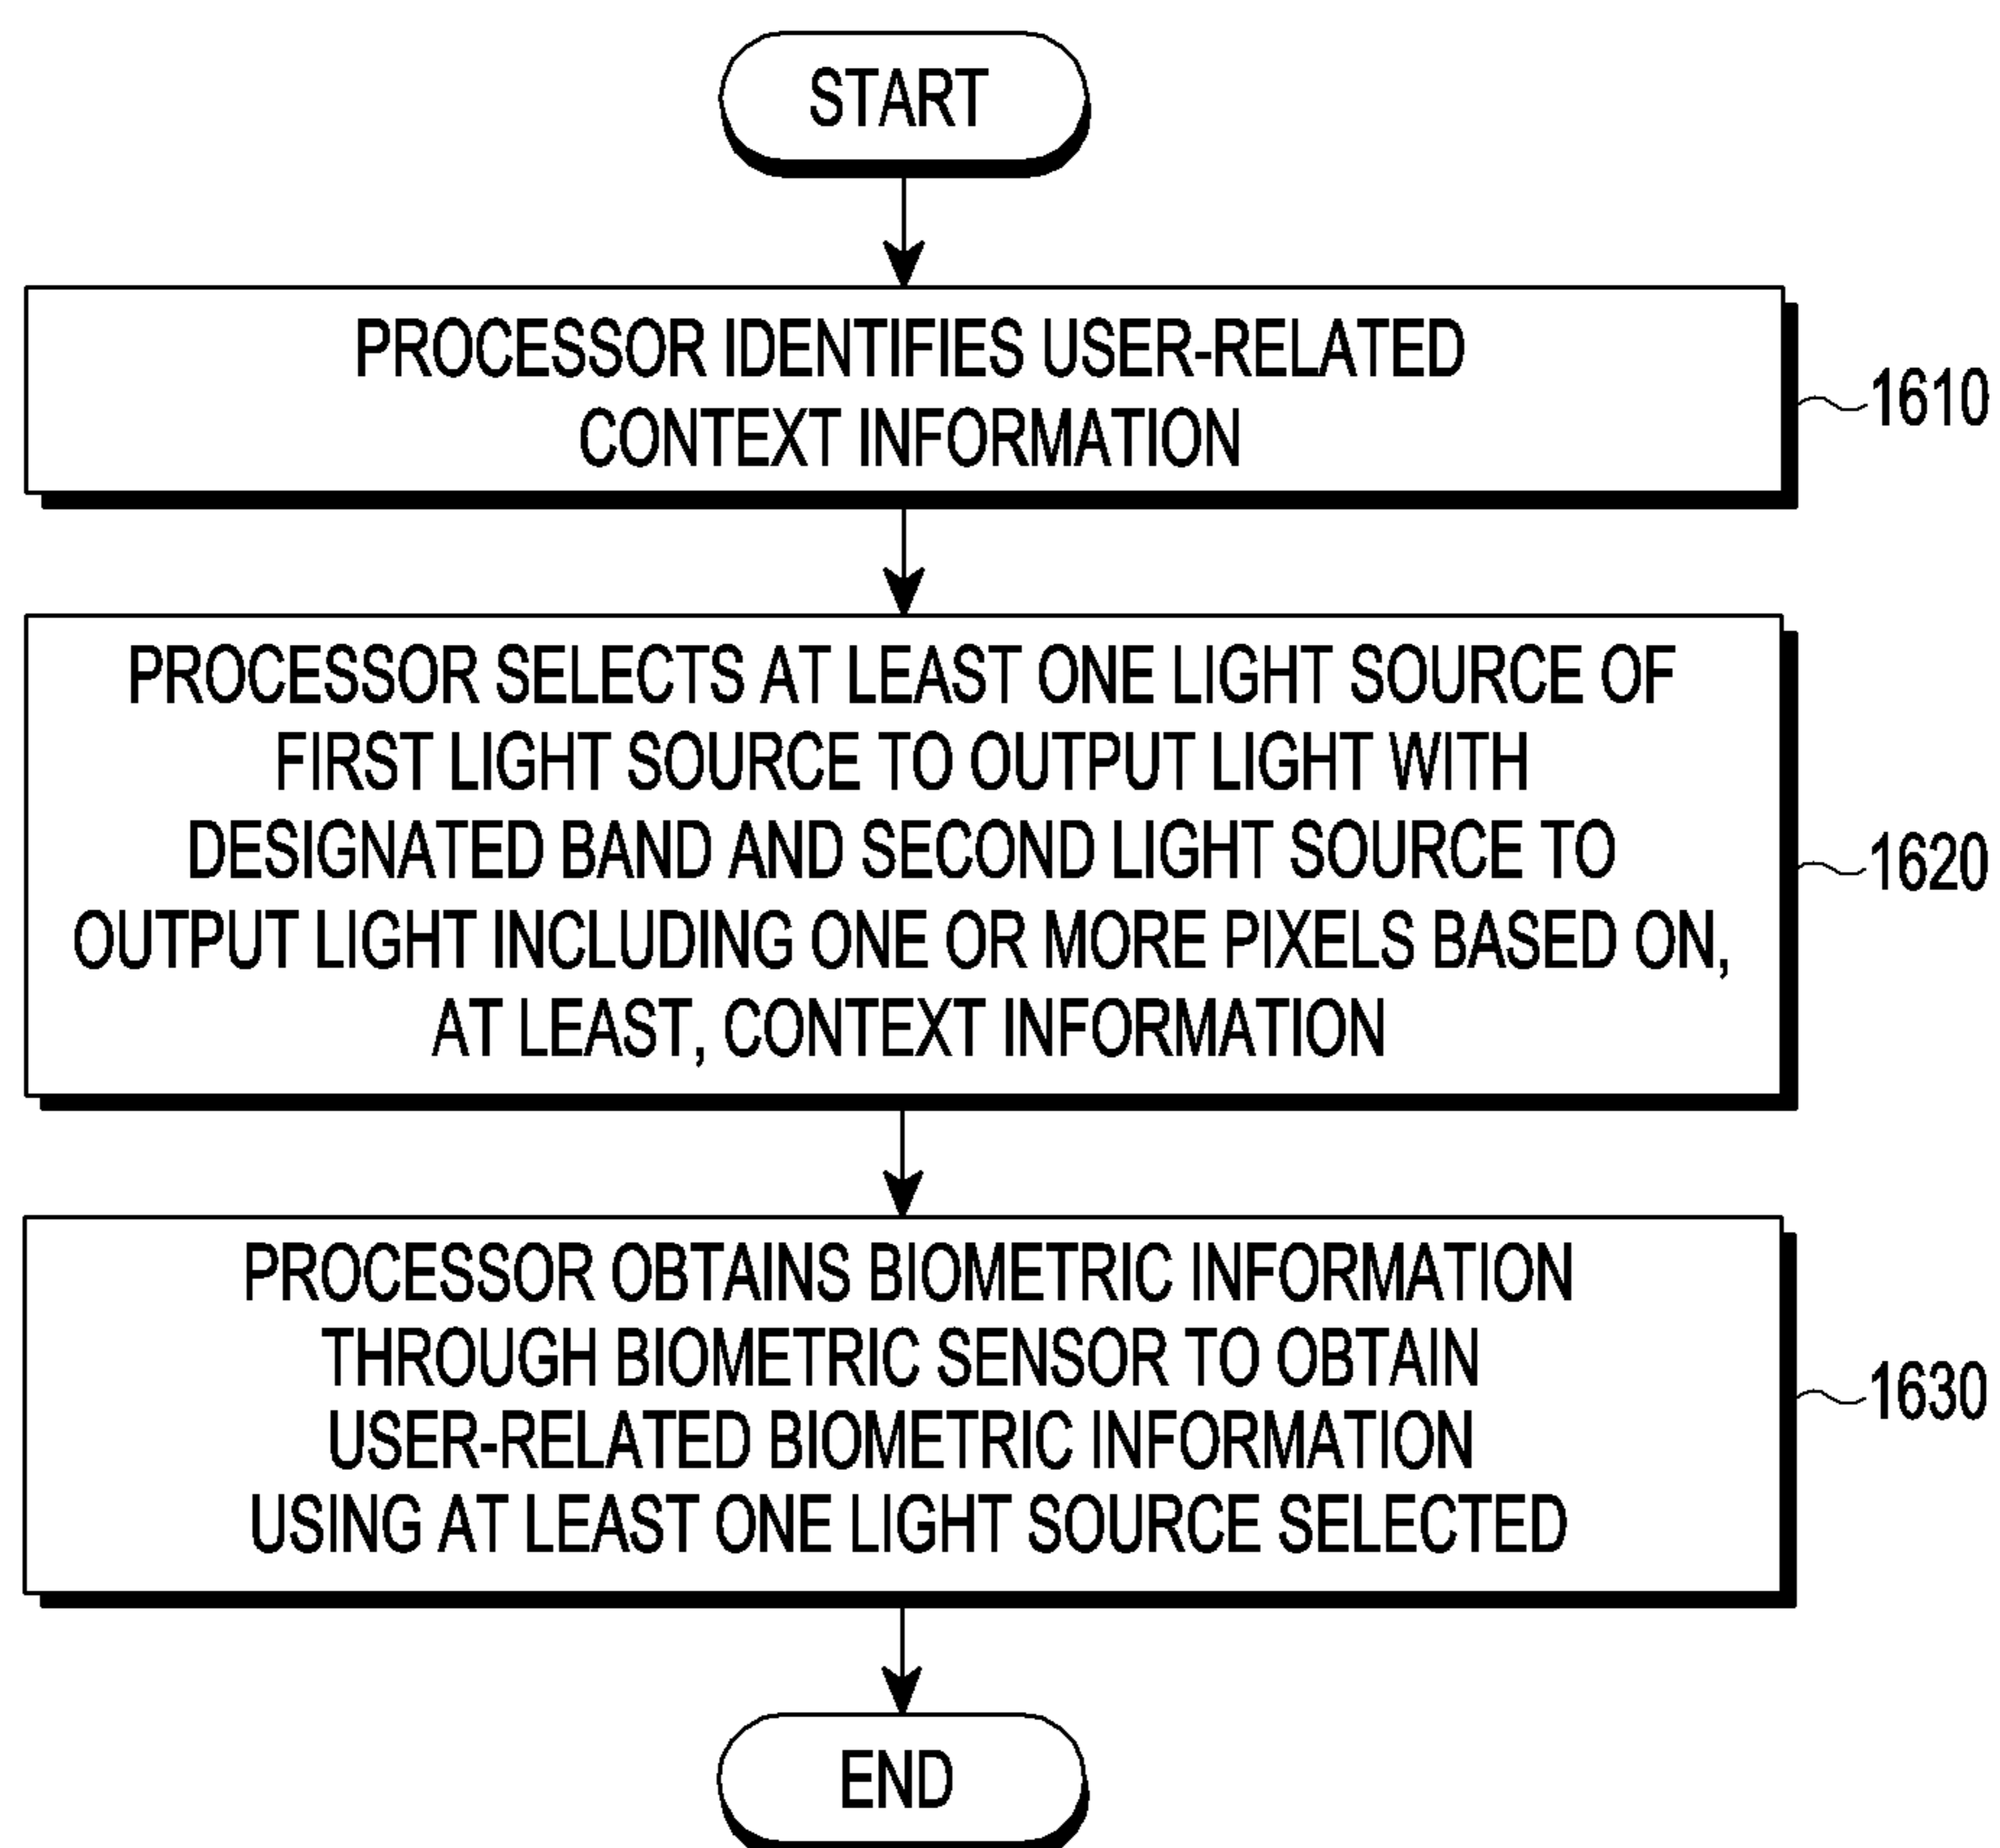 START
PROCESSOR IDENTIFIES USER-RELATED
CONTEXT INFORMATION
1610
PROCESSOR SELECTS AT LEAST ONE LIGHT SOURCE OF
FIRST LIGHT SOURCE TO OUTPUT LIGHT WITH
DESIGNATED BAND AND SECOND LIGHT SOURCE TO
OUTPUT LIGHT INCLUDING ONE OR MORE PIXELS BASED ON,
AT LEAST, CONTEXT INFORMATION
1620
PROCESSOR OBTAINS BIOMETRIC INFORMATION
THROUGH BIOMETRIC SENSOR TO OBTAIN
USER-RELATED BIOMETRIC INFORMATION
USING AT LEAST ONE LIGHT SOURCE SELECTED
1630
END